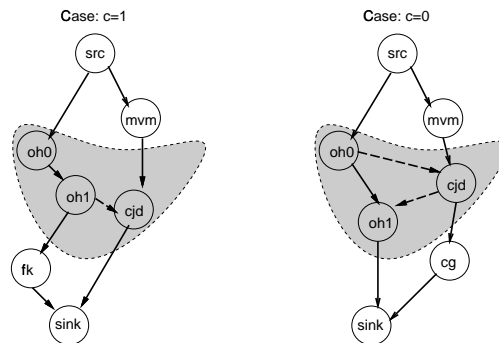 Case: c=1
Case: c=0
src
src
mvm
mvm
oh0
oh0
cjd
oh1
cjd
oh1
fk
cg
sink
sink